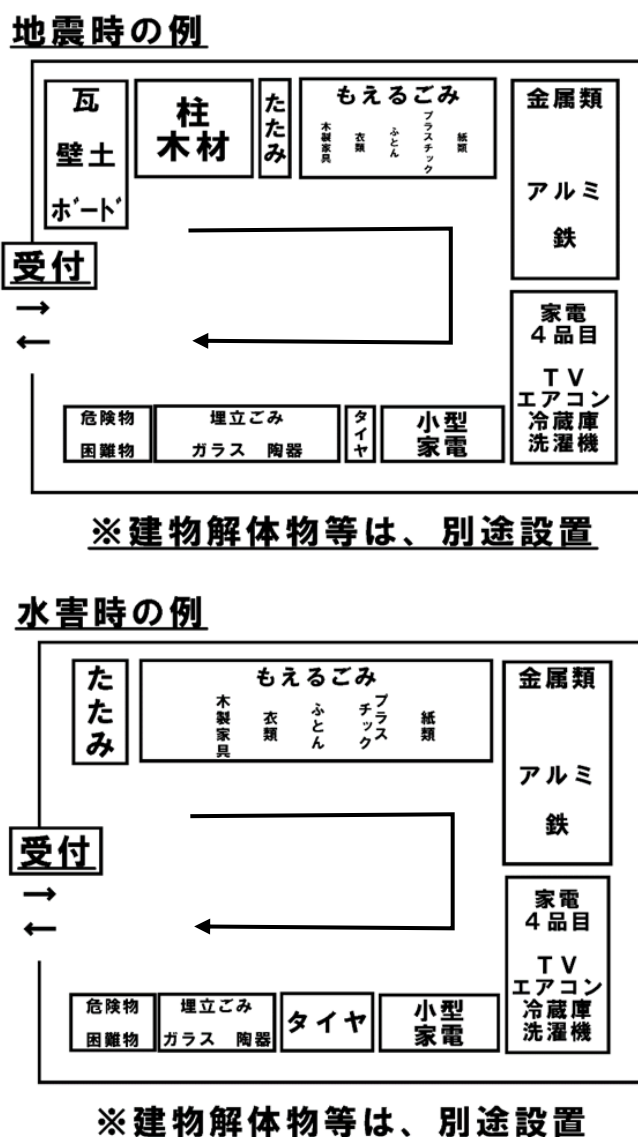 地震時の例
瓦
壁土
ボード
柱
木材
たたみ
もえるごみ
木製家具
衣類
ふとん
プラスチック
紙類
金属類
アルミ
鉄
受付
→
←
家電
4品目
TV
エアコン
冷蔵庫
洗濯機
危険物
困難物
埋立ごみ
ガラス 陶器
タイヤ
小型
家電
※建物解体物等は、別途設置
水害時の例
たたみ
もえるごみ
木製家具
衣類
ふとん
プラス
チック
紙類
金属類
アルミ
鉄
受付
→
←
家電
4品目
TV
エアコン
冷蔵庫
洗濯機
危険物
困難物
埋立ごみ
ガラス 陶器
タイヤ
小型
家電
※建物解体物等は、別途設置